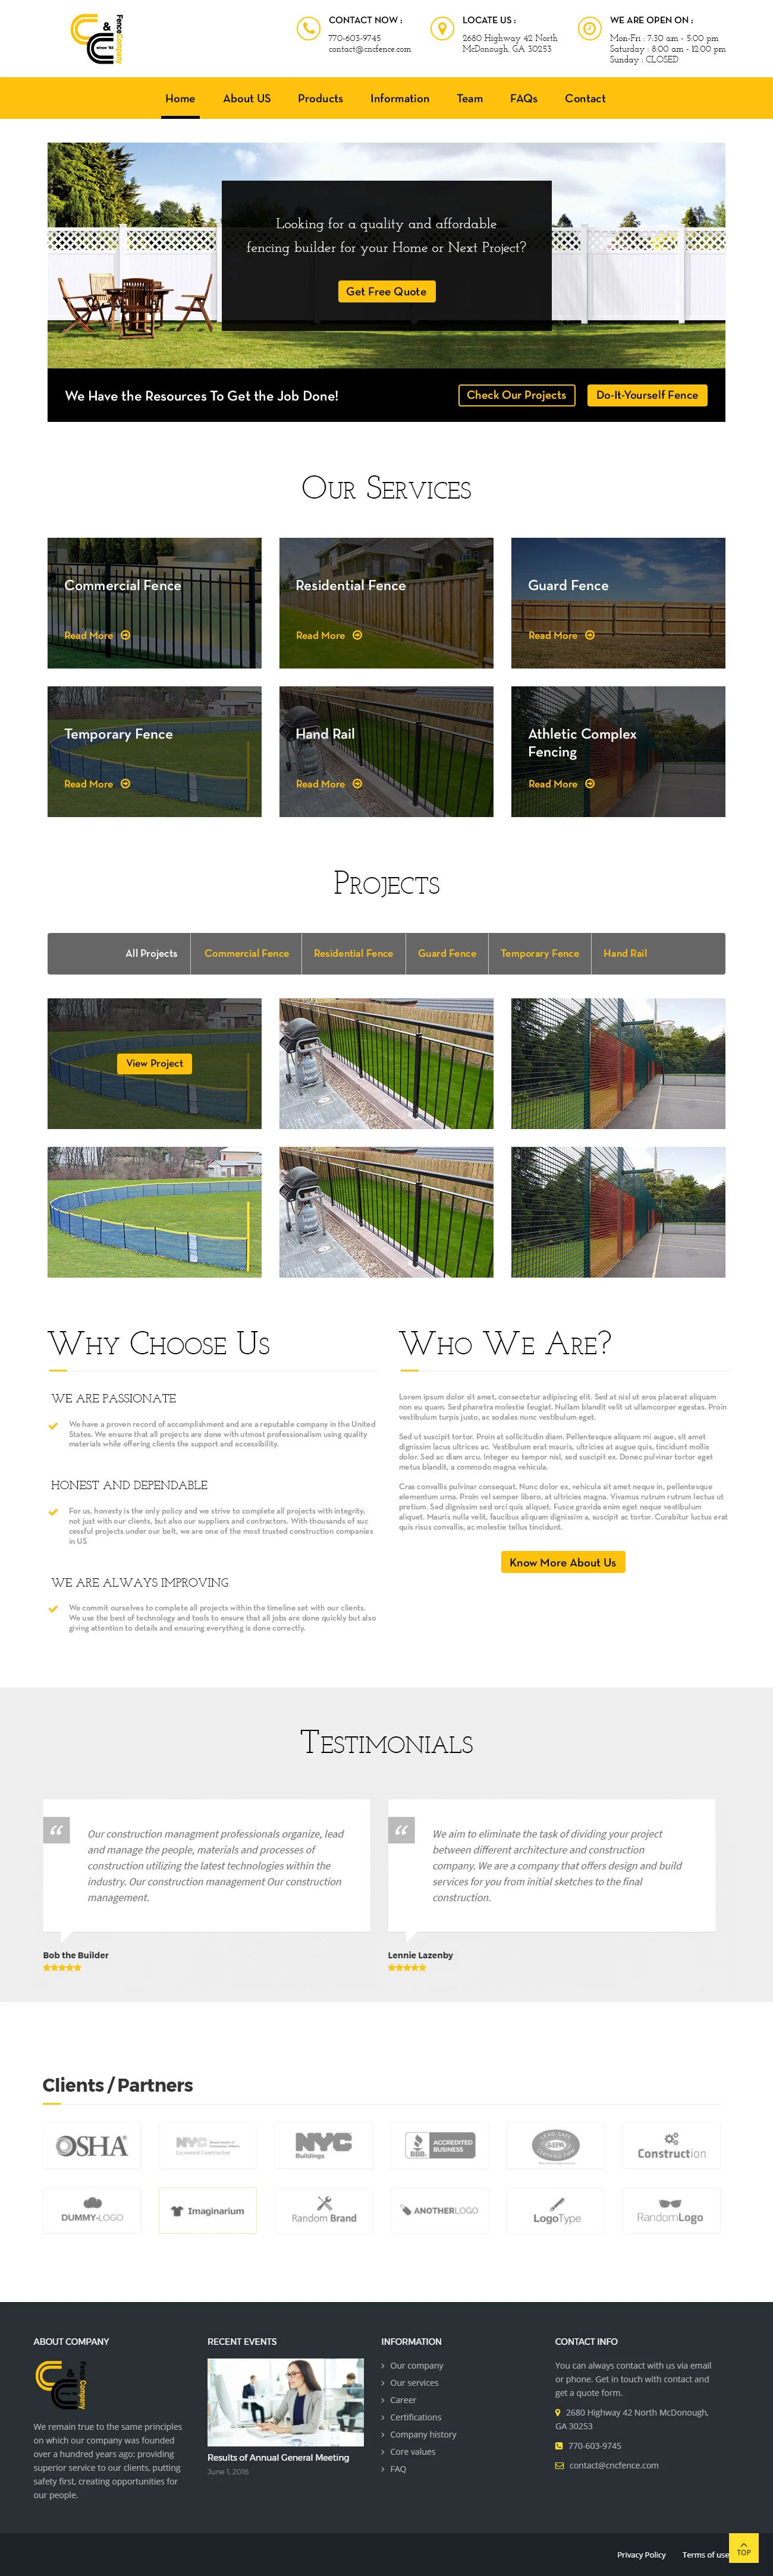 C & C
since '83
Fence Company
CONTACT NOW :
770-603-9745
contact@cncfence.com
LOCATE US :
2680 Highway 42 North
McDonough, GA 30253
WE ARE OPEN ON :
Mon-Fri : 7:30 am - 5:00 pm
Saturday : 8:00 am - 12:00 pm
Sunday : CLOSED
Home
About US
Products
Information
Team
FAQs
Contact
Looking for a quality and affordable
fencing builder for your Home or Next Project?
Get Free Quote
We Have the Resources To Get the Job Done!
Check Our Projects
Do-It-Yourself Fence
Our Services
Commercial Fence
Read More
Residential Fence
Read More
Guard Fence
Read More
Temporary Fence
Read More
Hand Rail
Read More
Athletic Complex
Fencing
Read More
Projects
All Projects
Commercial Fence
Residential Fence
Guard Fence
Temporary Fence
Hand Rail
View Project
Why Choose Us
WE ARE PASSIONATE
We have a proven record of accomplishment and are a reputable company in the United
States. We ensure that all projects are done with utmost professionalism using quality
materials while offering clients the support and accessibility.
HONEST AND DEPENDABLE
For us, honesty is the only policy and we strive to complete all projects with integrity,
not just with our clients, but also our suppliers and contractors. With thousands of suc
cessful projects under our belt, we are one of the most trusted construction companies
in US
WE ARE ALWAYS IMPROVING
We commit ourselves to complete all projects within the timeline set with our clients.
We use the best of technology and tools to ensure that all jobs are done quickly but also
giving attention to details and ensuring everything is done correctly.
Who We Are?
Lorem ipsum dolor sit amet, consectetur adipiscing elit. Sed at nisl ut eros placerat aliquam
non eu quam. Sed pharetra molestie feugiat. Nullam blandit velit ut ullamcorper egestas. Proin
vestibulum turpis justo, ac sodales nunc vestibulum eget.
Sed ut suscipit tortor. Proin at sollicitudin diam. Pellentesque aliquam mi augue, sit amet
dignissim lacus ultrices ac. Vestibulum erat mauris, ultricies at augue quis, tincidunt mollis
dolor. Sed ac diam arcu. Integer eu tempor nisl, sed suscipit ex. Donec pulvinar tortor eget
metus blandit, a commodo magna vehicula.
Cras convallis pulvinar consequat. Nunc dolor ex, vehicula sit amet neque in, pellentesque
elementum urna. Proin vel semper libero, at ultricies magna. Vivamus rutrum rutrum lectus ut
pretium. Sed dignissim sed orci quis aliquet. Fusce gravida enim eget neque vestibulum
aliquet. Mauris nulla velit, faucibus aliquam dignissim a, suscipit ac tortor. Curabitur luctus erat
quis risus convallis, ac molestie tellus tincidunt.
Know More About Us
Testimonials
Our construction managment professionals organize, lead
and manage the people, materials and processes of
construction utilizing the latest technologies within the
industry. Our construction management Our construction
management.
Bob the Builder
We aim to eliminate the task of dividing your project
between different architecture and construction
company. We are a company that offers design and build
services for you from initial sketches to the final
construction.
Lennie Lazenby
Clients / Partners
OSHA
NYC
Licensed Contractor
NYC
Buildings
BBB
ACCREDITED
BUSINESS
LEAD-SAFE
EPA
CERTIFIED FIRM
Construction
DUMMY-LOGO
Imaginarium
Random Brand
ANOTHERLOGO
LogoType
RandomLogo
ABOUT COMPANY
Fence Company
We remain true to the same principles
on which our company was founded
over a hundred years ago: providing
superior service to our clients, putting
safety first, creating opportunities for
our people.
RECENT EVENTS
Results of Annual General Meeting
June 1, 2016
INFORMATION
Our company
Our services
Career
Certifications
Company history
Core values
FAQ
CONTACT INFO
You can always contact with us via email
or phone. Get in touch with contact and
get a quote form.
2680 Highway 42 North McDonough,
GA 30253
770-603-9745
contact@cncfence.com
Privacy Policy
Terms of use
TOP